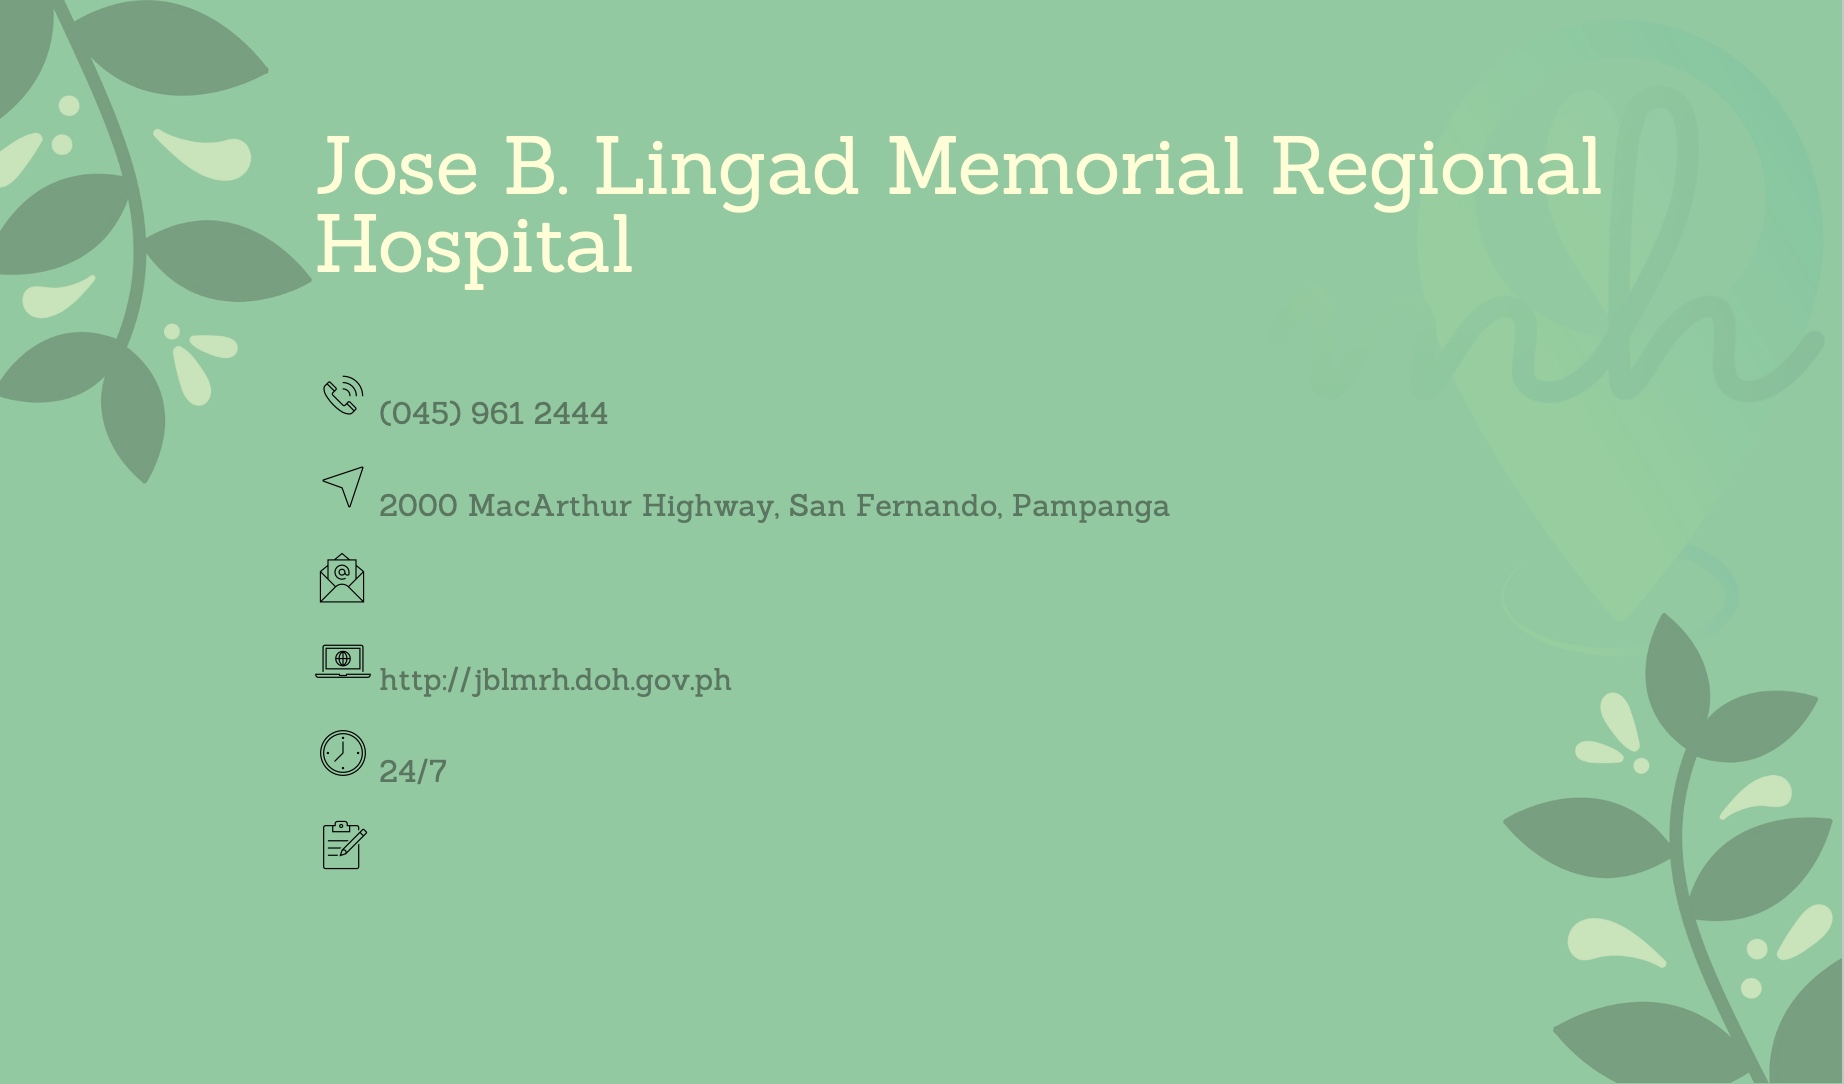 Jose B. Lingad Memorial Regional
Hospital
(045) 961 2444
2000 MacArthur Highway, San Fernando, Pampanga
http://jblmrh.doh.gov.ph
24/7